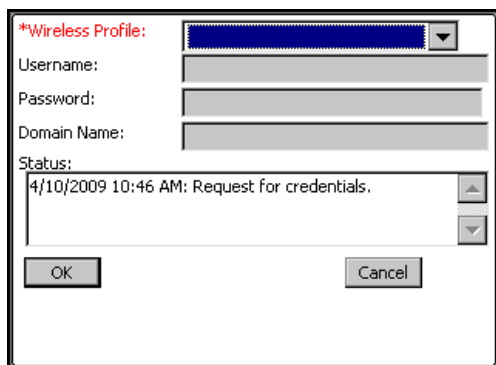 *Wireless Profile:
Username:
Password:
Domain Name:
Status:
4/10/2009 10:46 AM: Request for credentials.
OK Cancel